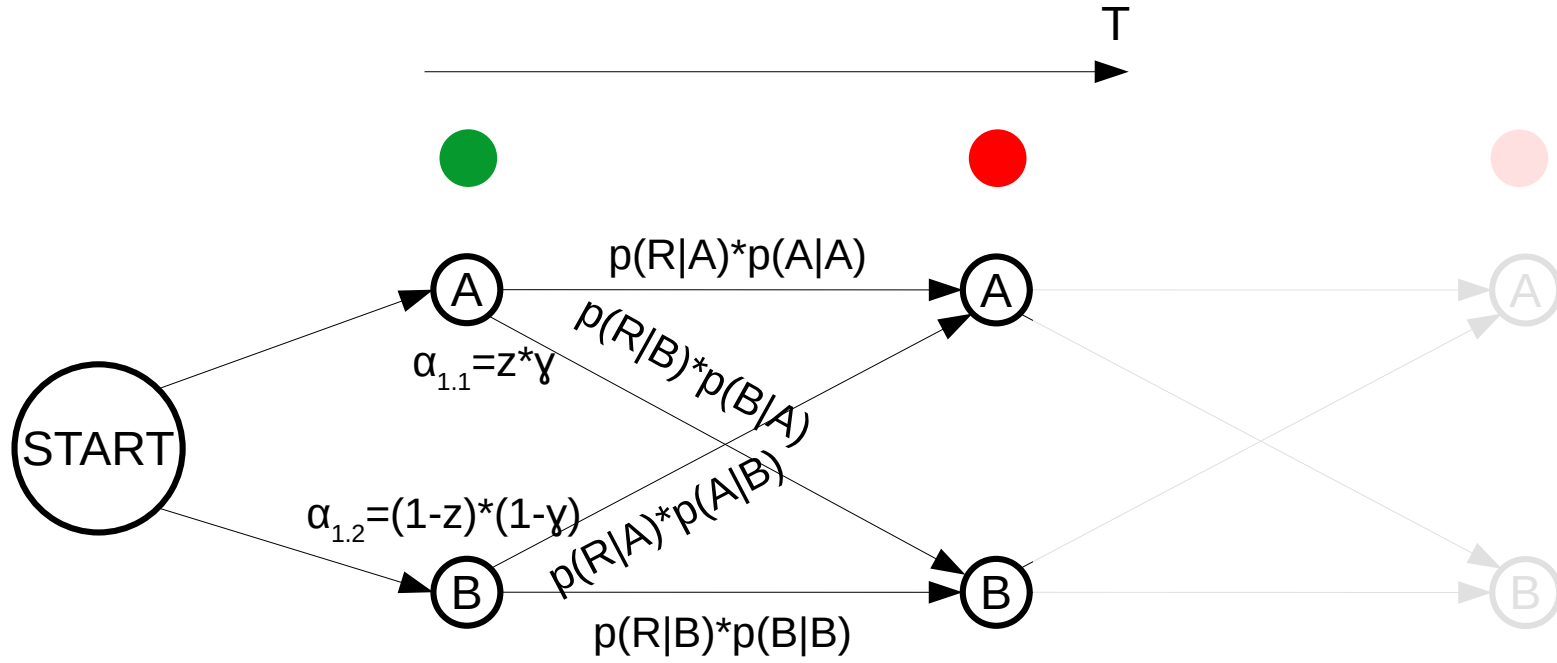 T
p(R|A)*p(A|A)
A
A
A
p(R|B)*p(B|A)
α1.1=z*ɣ
START
p(R|A)*p(A|B)
α1.2=(1-z)*(1-ɣ)
B
B
B
p(R|B)*p(B|B)